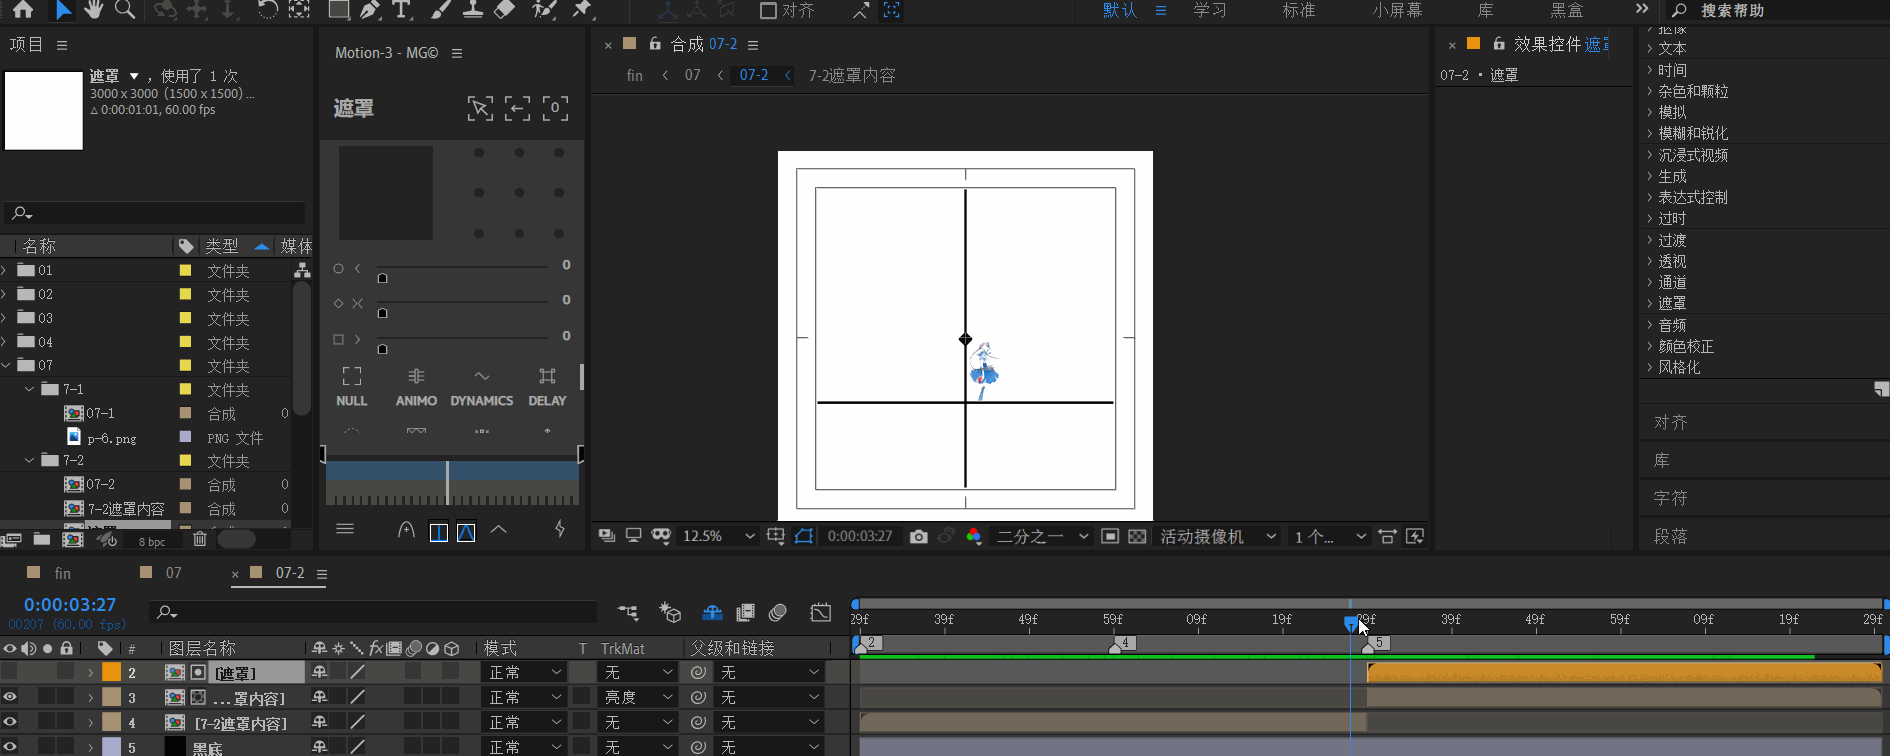 对齐
默认 学习 标准 小屏幕 库 黑盒 搜索帮助
项目
遮罩 ，使用了 1 次
3000 x 3000 (1500 x 1500) ...
△ 0:00:01:01, 60.00 fps
名称 类型 媒体
01 文件夹
02 文件夹
03 文件夹
04 文件夹
07 文件夹
7-1 文件夹
07-1 合成 0
p-6.png PNG 文件
7-2 文件夹
07-2 合成 0
7-2遮罩内容 合成 0
8 bpc
Motion-3 - MG©
遮罩
0
0
0
0
NULL ANIMO DYNAMICS DELAY
合成 07-2
fin 07 07-2 7-2遮罩内容
12.5% 0:00:03:27 二分之一 活动摄像机 1 个...
效果控件 遮
07-2 · 遮罩
抠像
文本
时间
杂色和颗粒
模拟
模糊和锐化
沉浸式视频
生成
表达式控制
过时
过渡
透视
通道
遮罩
音频
颜色校正
风格化
对齐
库
字符
段落
fin 07 07-2
0:00:03:27
00207 (60.00 fps)
# 图层名称 模式 T TrkMat 父级和链接
29f 39f 49f 59f 09f 19f 29f 39f 49f 59f 09f 19f 29f
2 4 5
2 [遮罩] 正常 无 无
3 ...罩内容] 正常 亮度 无
4 [7-2遮罩内容] 正常 无 无
5 黑底 正常 无 无